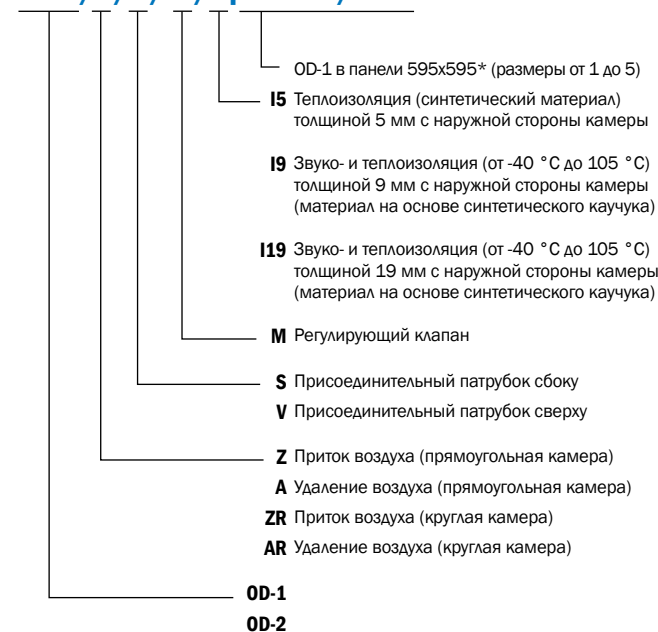 OD-1 в панели 595x595* (размеры от 1 до 5)
I5 Теплоизоляция (синтетический материал)
толщиной 5 мм с наружной стороны камеры
I9 Звуко- и теплоизоляция (от -40 °C до 105 °C)
толщиной 9 мм с наружной стороны камеры
(материал на основе синтетического каучука)
I19 Звуко- и теплоизоляция (от -40 °C до 105 °C)
толщиной 19 мм с наружной стороны камеры
(материал на основе синтетического каучука)
M Регулирующий клапан
S Присоединительный патрубок сбоку
V Присоединительный патрубок сверху
Z Приток воздуха (прямоугольная камера)
A Удаление воздуха (прямоугольная камера)
ZR Приток воздуха (круглая камера)
AR Удаление воздуха (круглая камера)
OD-1
OD-2